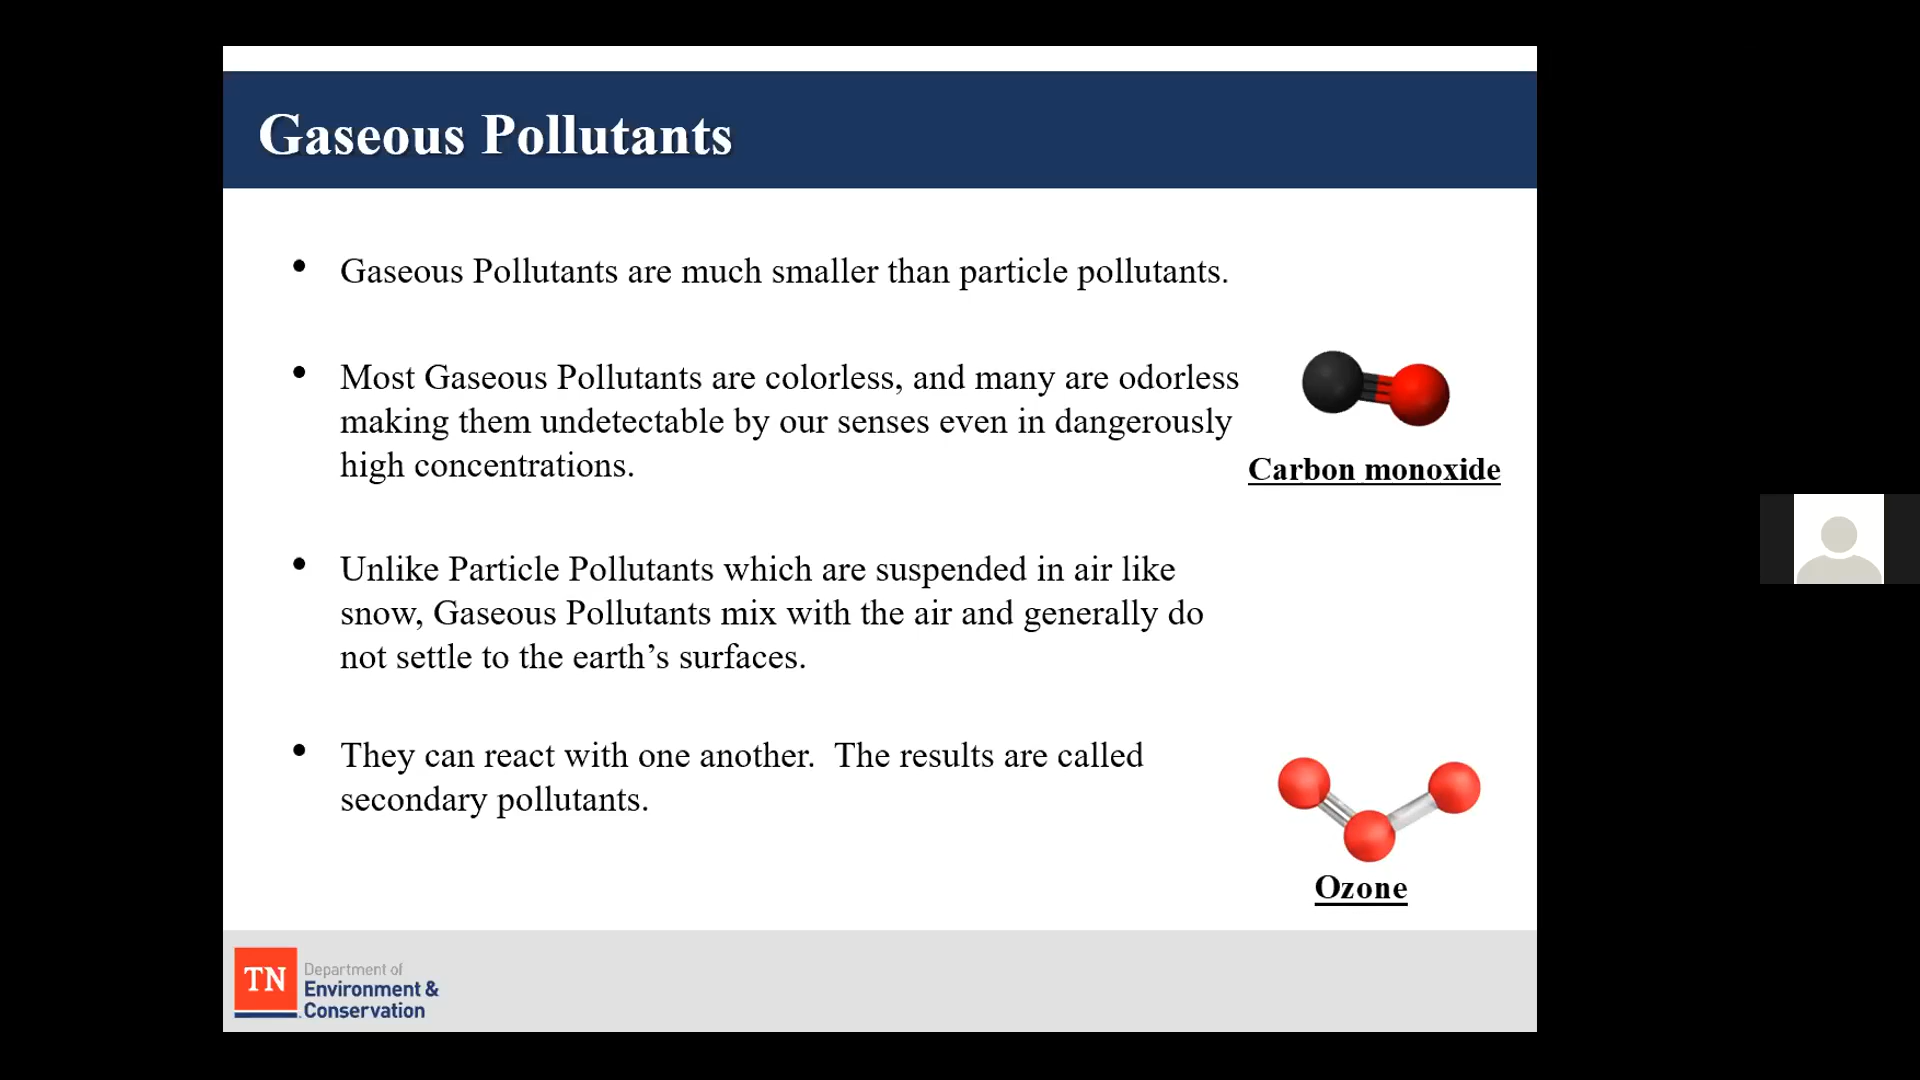 Gaseous Pollutants
• Gaseous Pollutants are much smaller than particle pollutants.
• Most Gaseous Pollutants are colorless, and many are odorless
making them undetectable by our senses even in dangerously
high concentrations.
Carbon monoxide
• Unlike Particle Pollutants which are suspended in air like
snow, Gaseous Pollutants mix with the air and generally do
not settle to the earth’s surfaces.
• They can react with one another.  The results are called
secondary pollutants.
Ozone
TN
Department of
Environment &
Conservation